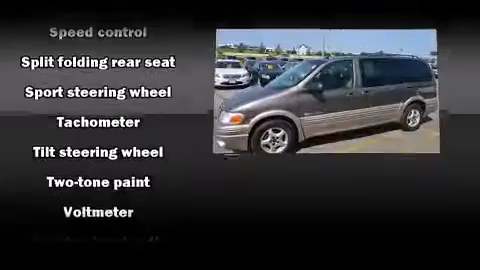 Speed control
Split folding rear seat
Sport steering wheel
Tachometer
Tilt steering wheel
Two-tone paint
Voltmeter